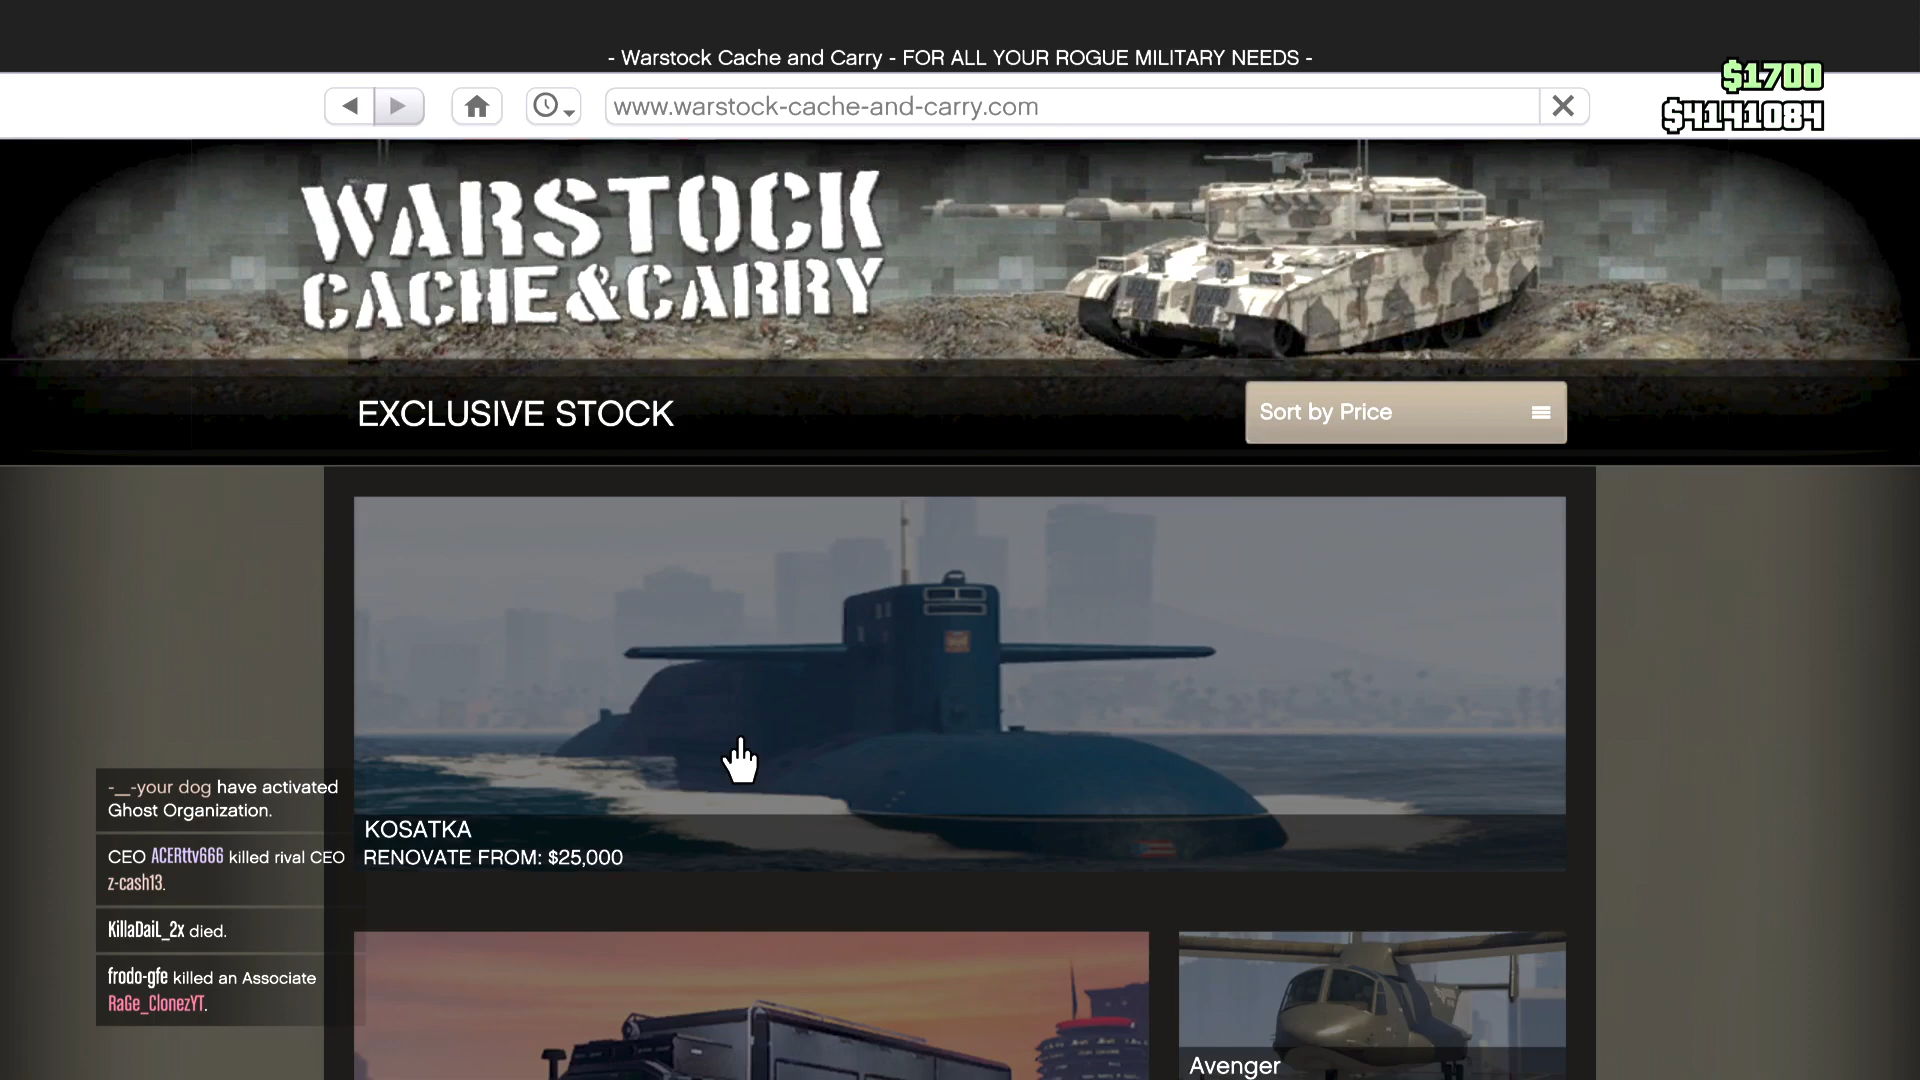 - Warstock Cache and Carry - FOR ALL YOUR ROGUE MILITARY NEEDS -
$1700
www.warstock-cache-and-carry.com
$4141084
WARSTOCK
CACHE & CARRY
EXCLUSIVE STOCK
Sort by Price
-__-your dog have activated
Ghost Organization.
CEO ACERttv666 killed rival CEO
z-cash13.
KillaDaiL_2x died.
frodo-gfe killed an Associate
RaGe_ClonezYT.
KOSATKA
RENOVATE FROM: $25,000
Avenger